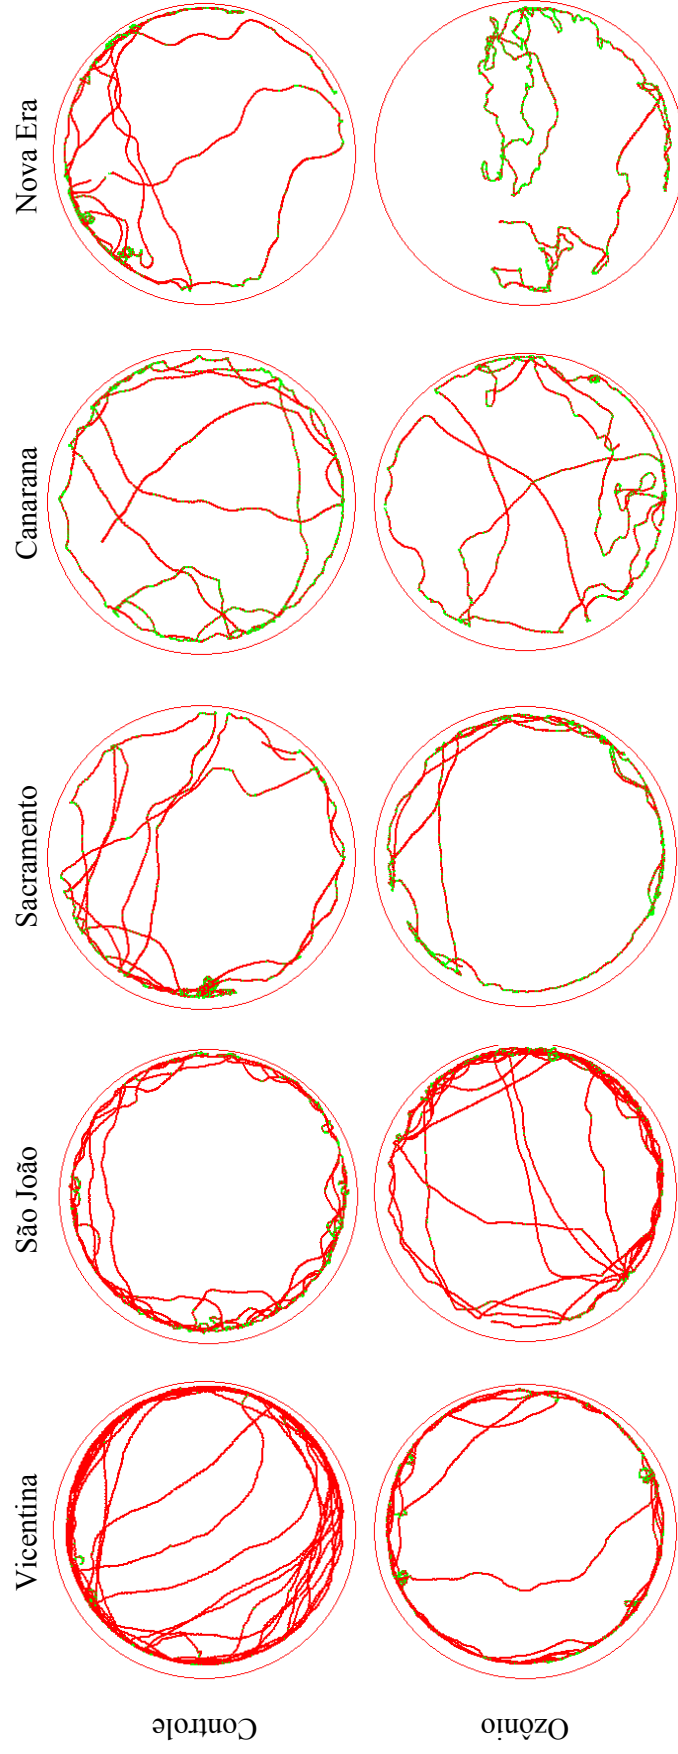 Vicentina
São João
Sacramento
Canarana
Nova Era
Controle
Ozônio